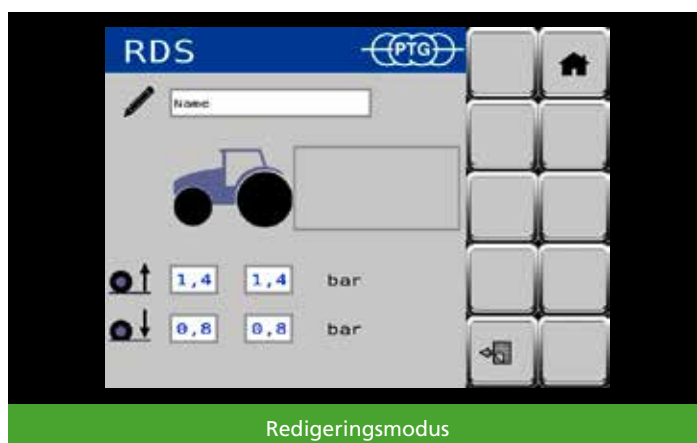 RDS PTG
Name
1,4 1,4 bar
0,8 0,8 bar
Redigeringsmodus